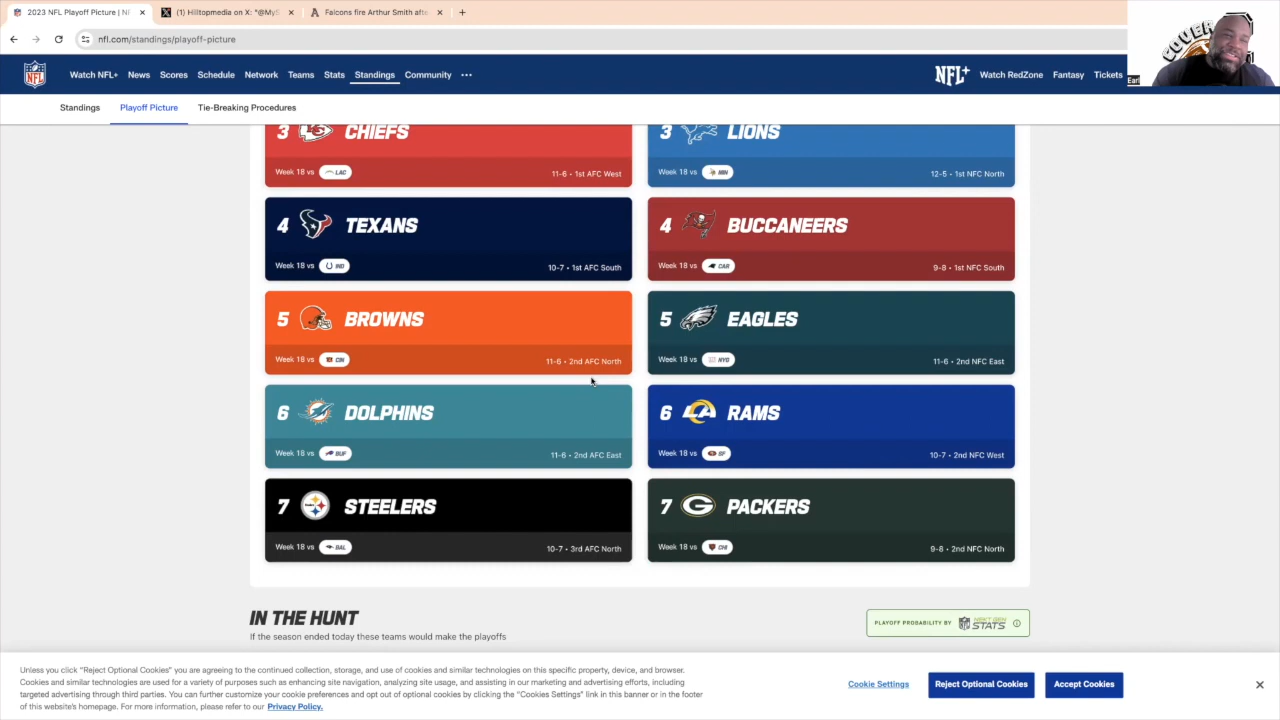 2023 NFL Playoff Picture | NI
(1) Hilltopmedia on X: "@MyS
Falcons fire Arthur Smith afte
nfl.com/standings/playoff-picture
NFL
Watch NFL+ News Scores Schedule Network Teams Stats Standings Community
NFL+ Watch RedZone Fantasy Tickets
COVER
Earl
Standings Playoff Picture Tie-Breaking Procedures
3 CHIEFS
Week 18 vs LAC
11-6 • 1st AFC West
3 LIONS
Week 18 vs MIN
12-5 • 1st NFC North
4 TEXANS
Week 18 vs IND
10-7 • 1st AFC South
4 BUCCANEERS
Week 18 vs CAR
9-8 • 1st NFC South
5 BROWNS
Week 18 vs CIN
11-6 • 2nd AFC North
5 EAGLES
Week 18 vs NYG
11-6 • 2nd NFC East
6 DOLPHINS
Week 18 vs BUF
11-6 • 2nd AFC East
6 RAMS
Week 18 vs SF
10-7 • 2nd NFC West
7 STEELERS
Week 18 vs BAL
10-7 • 3rd AFC North
7 PACKERS
Week 18 vs CHI
9-8 • 2nd NFC North
IN THE HUNT
If the season ended today these teams would make the playoffs
PLAYOFF PROBABILITY BY NEXT GEN STATS
Unless you click "Reject Optional Cookies" you are agreeing to the continued collection, storage, and use of cookies and similar technologies on this specific property, device, and browser.
Cookies and similar technologies are used for a variety of purposes such as enhancing site navigation, analyzing site usage, and assisting in our marketing and advertising efforts, including
targeted advertising through third parties. You can further customize your cookie preferences and opt out of optional cookies by clicking the "Cookies Settings" link in this banner or in the footer
of this website's homepage. For more information, please refer to our Privacy Policy.
Cookie Settings
Reject Optional Cookies
Accept Cookies